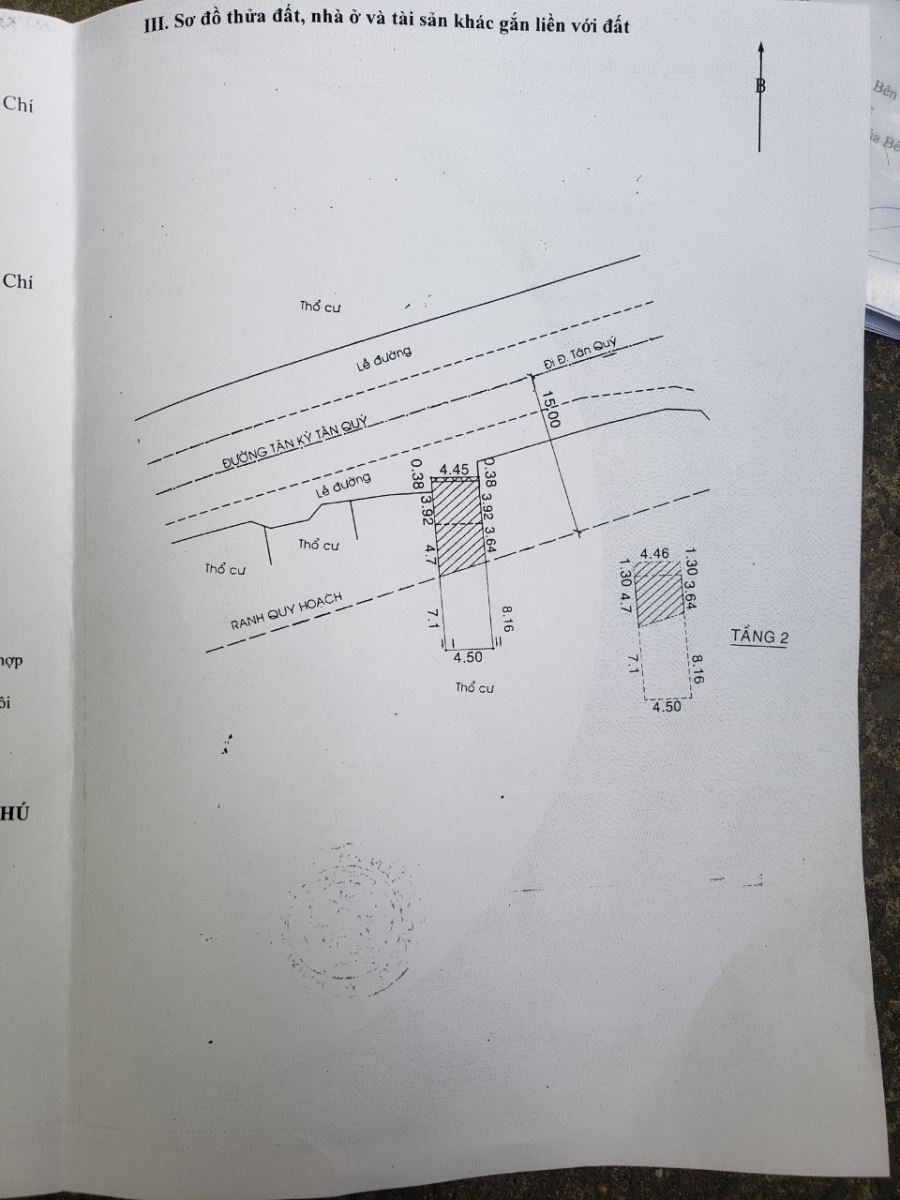 III. Sơ đồ thửa đất, nhà ở và tài sản khác gắn liền với đất
B
Chí
Bên
Chí
Thổ cư
Lề đường
Đi Đ. Tân Quý
15.00
ĐƯỜNG TÂN KỲ TÂN QUÝ
Lề đường
0.38
4.45
0.38
3.92
3.92
4.7
3.64
Thổ cư
Thổ cư
RANH QUY HOẠCH
7.1
8.16
4.50
Thổ cư
4.46
1.30
1.30
4.7
3.64
TẦNG 2
7.1
8.16
4.50
HÚ